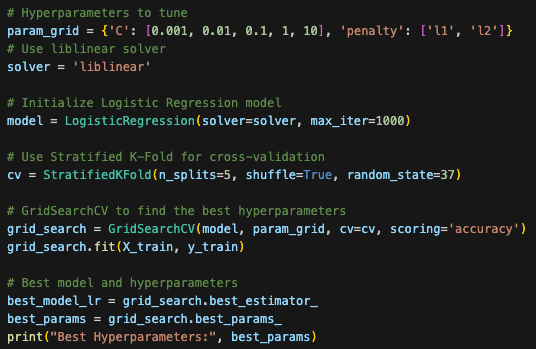 # Hyperparameters to tune
param_grid = {'C': [0.001, 0.01, 0.1, 1, 10], 'penalty': ['l1', 'l2']}
# Use liblinear solver
solver = 'liblinear'

# Initialize Logistic Regression model
model = LogisticRegression(solver=solver, max_iter=1000)

# Use Stratified K-Fold for cross-validation
cv = StratifiedKFold(n_splits=5, shuffle=True, random_state=37)

# GridSearchCV to find the best hyperparameters
grid_search = GridSearchCV(model, param_grid, cv=cv, scoring='accuracy')
grid_search.fit(X_train, y_train)

# Best model and hyperparameters
best_model_lr = grid_search.best_estimator_
best_params = grid_search.best_params_
print("Best Hyperparameters:", best_params)